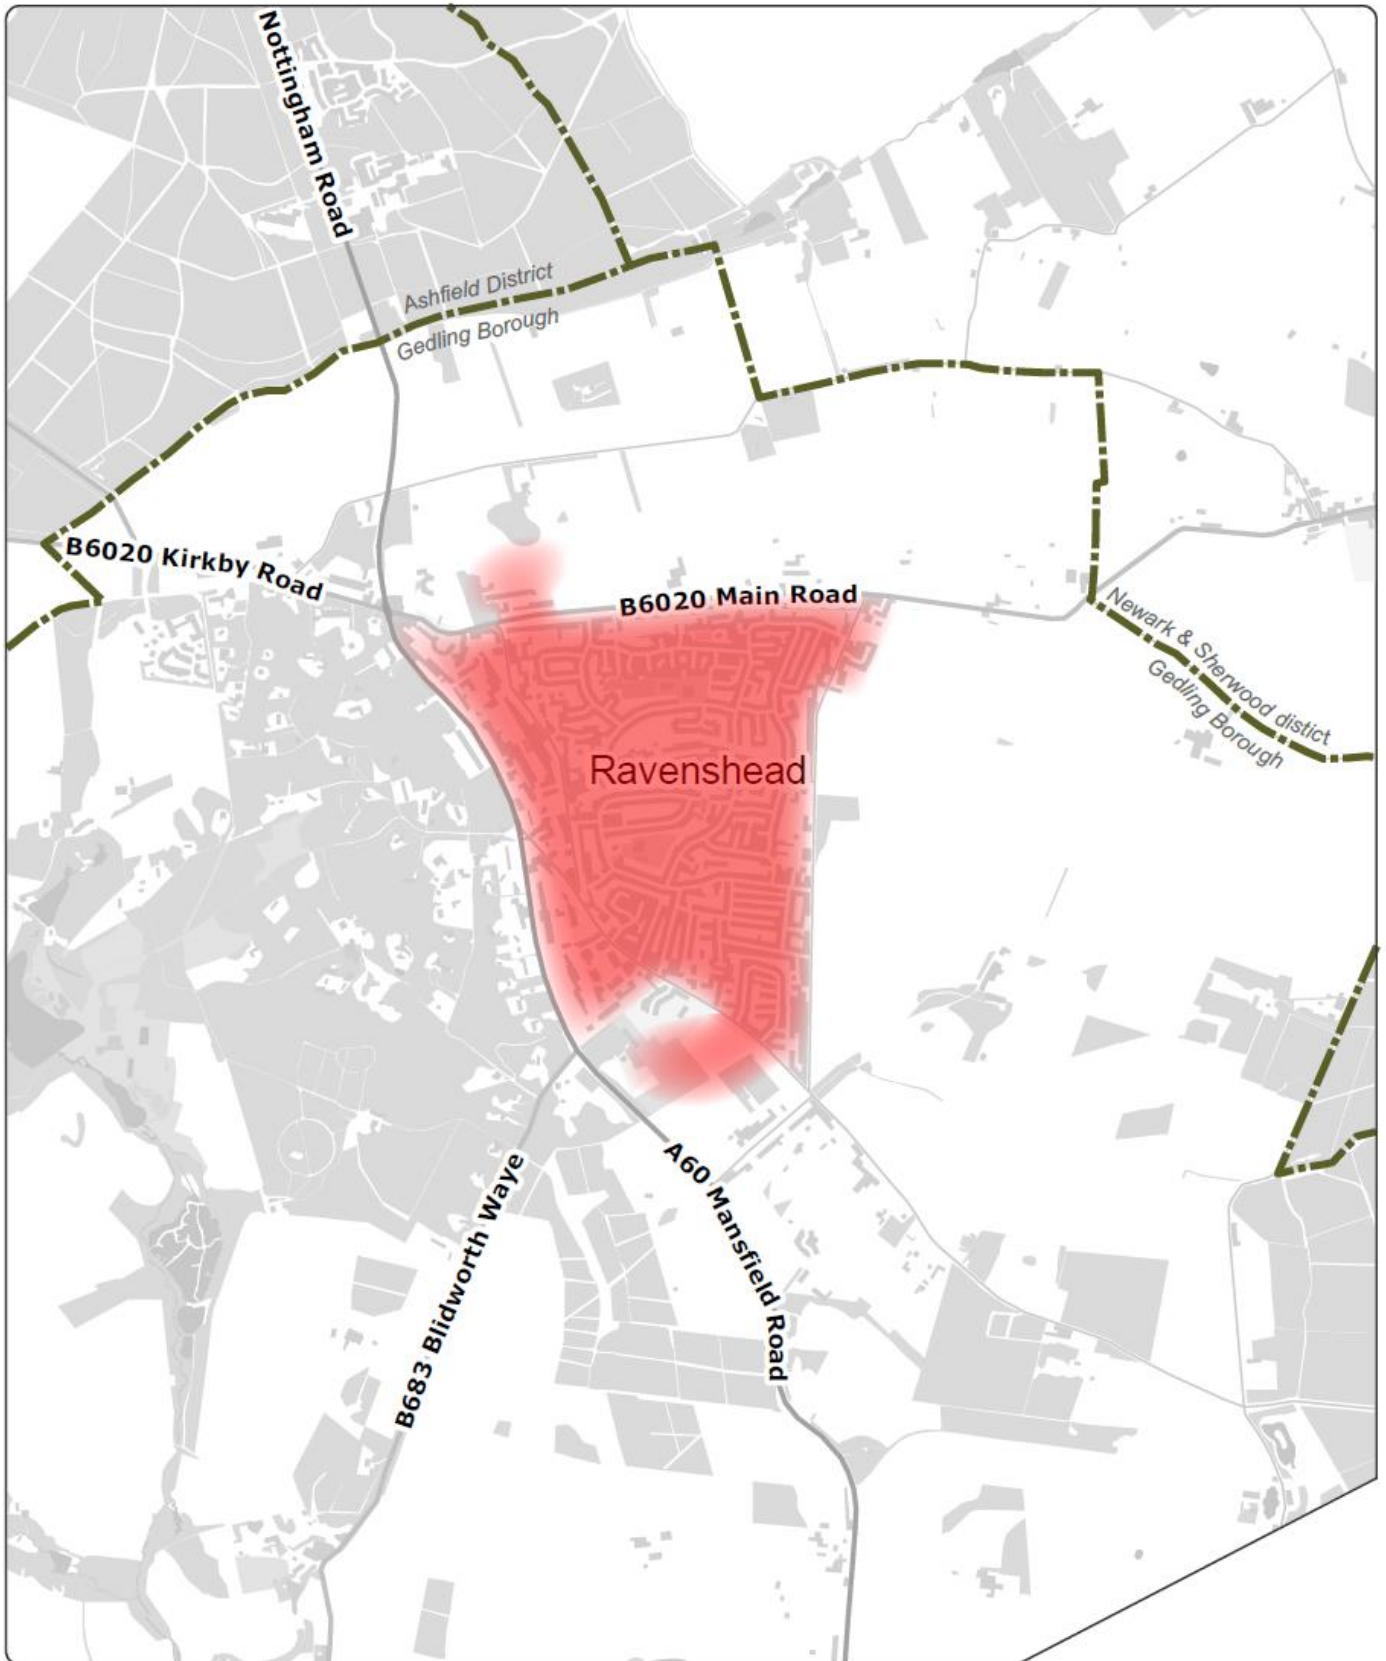 Nottingham Road
Ashfield District
Gedling Borough
B6020 Kirkby Road
B6020 Main Road
Newark & Sherwood distict
Gedling Borough
Ravenshead
A60 Mansfield Road
B683 Blidworth Waye